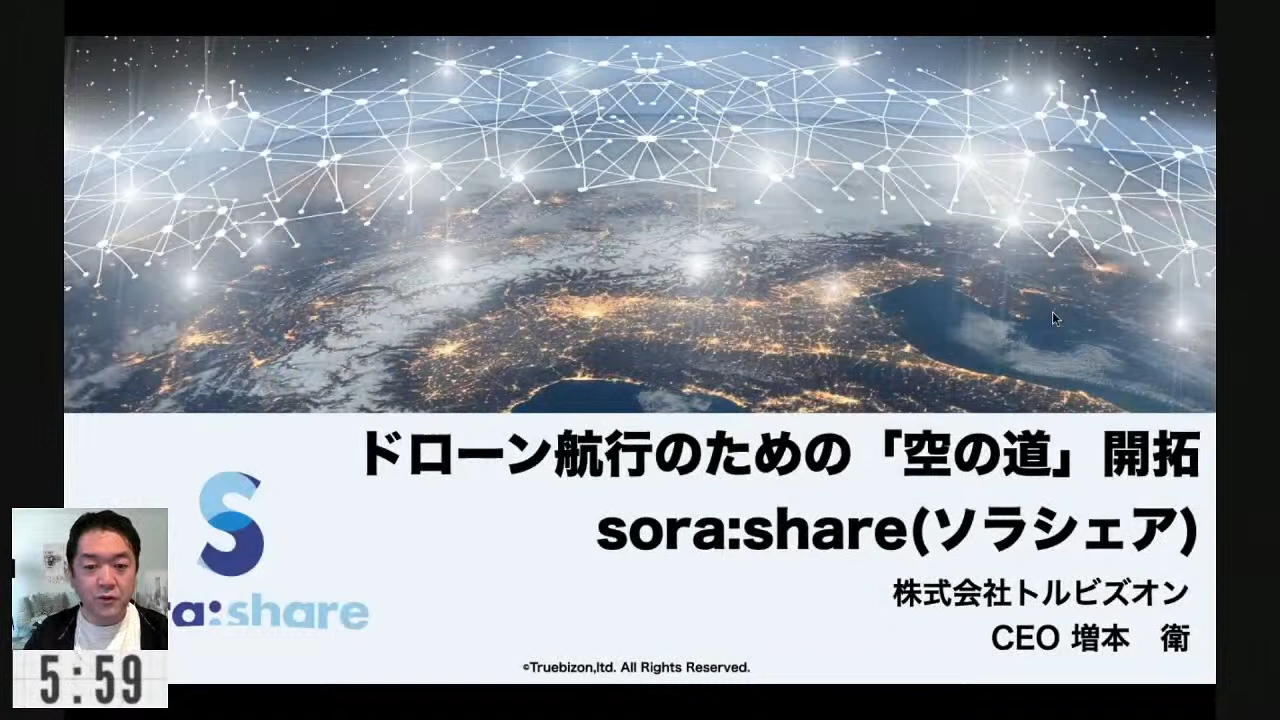 ドローン航行のための「空の道」開拓
sora:share(ソラシェア)
株式会社トルビズオン
CEO 増本　衛
S
ra:share
©Truebizon,ltd. All Rights Reserved.
5:59